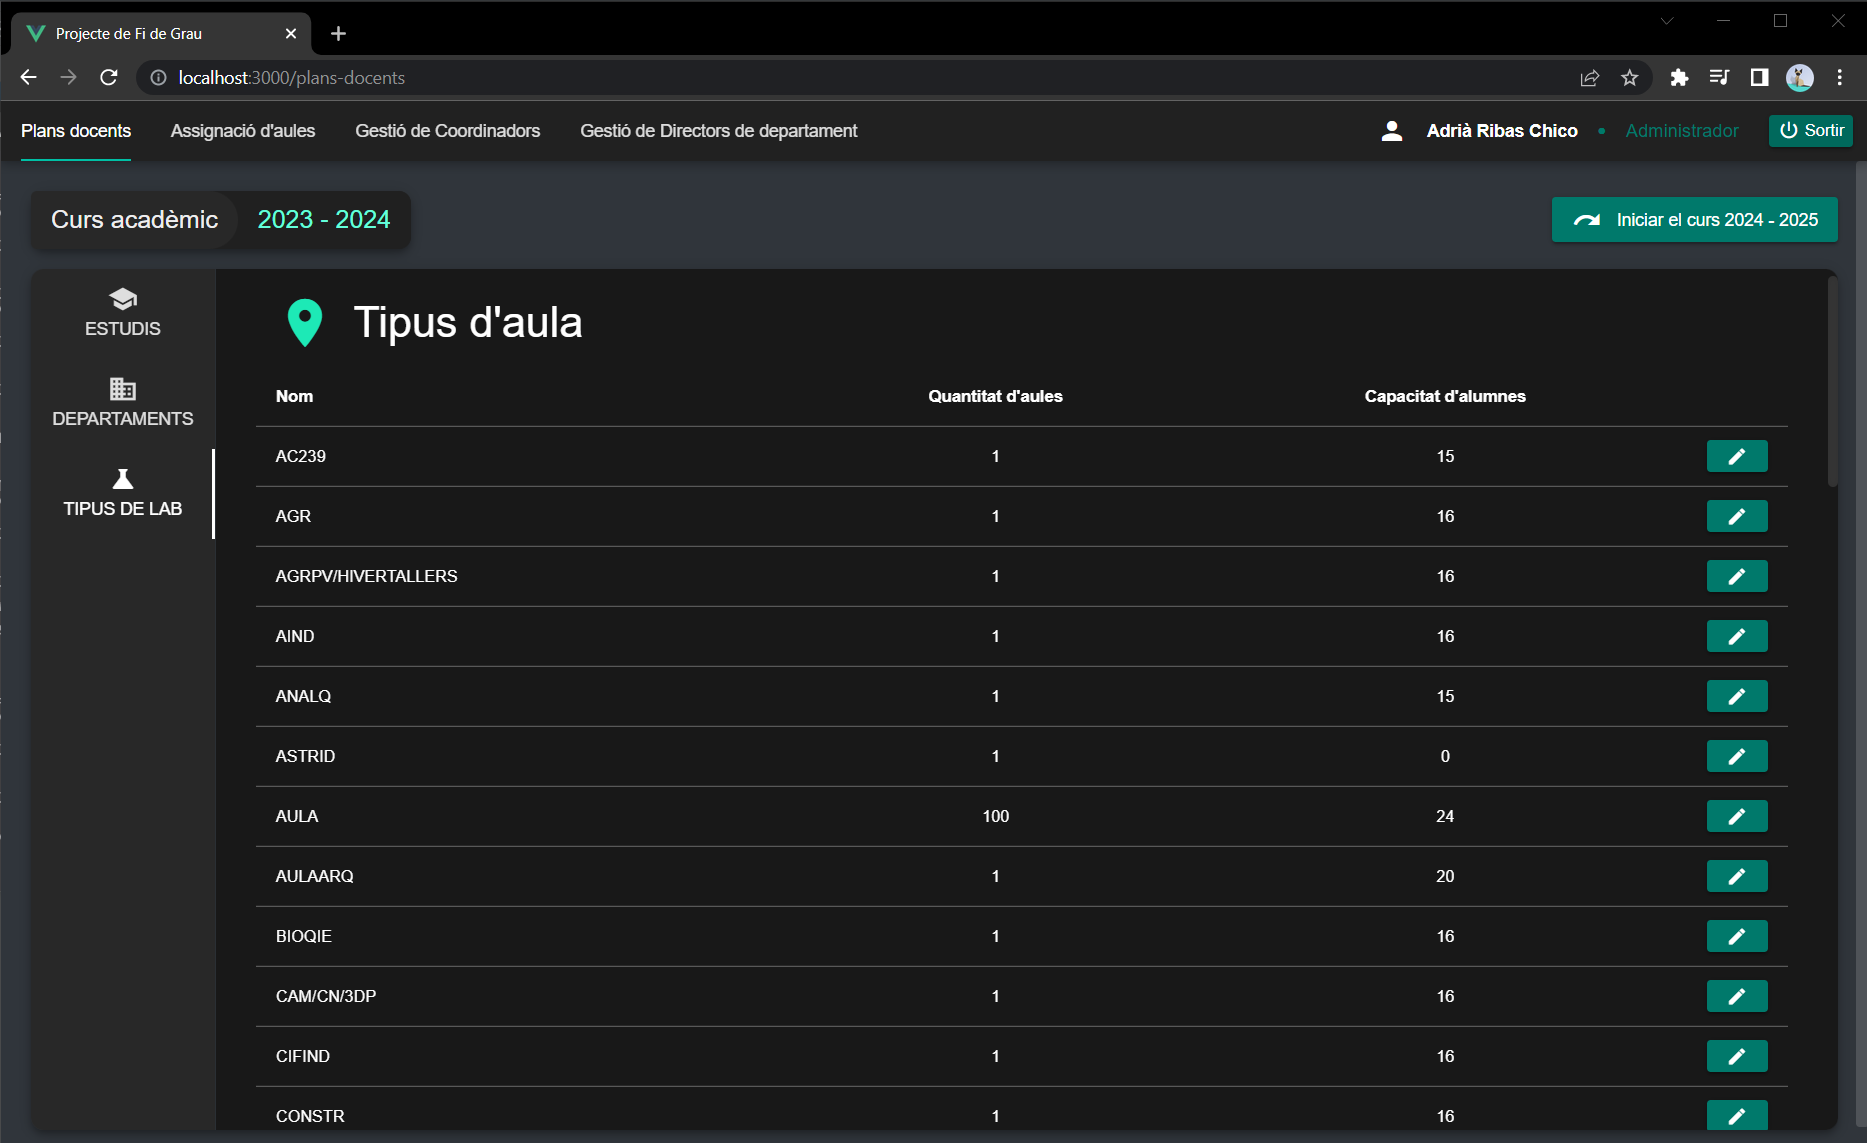 Projecte de Fi de Grau
localhost:3000/plans-docents
Plans docents Assignació d'aules Gestió de Coordinadors Gestió de Directors de departament Adrià Ribas Chico • Administrador Sortir
Curs acadèmic 2023 - 2024 Iniciar el curs 2024 - 2025
ESTUDIS
DEPARTAMENTS
TIPUS DE LAB
Tipus d'aula
Nom Quantitat d'aules Capacitat d'alumnes
AC239 1 15
AGR 1 16
AGRPV/HIVERTALLERS 1 16
AIND 1 16
ANALQ 1 15
ASTRID 1 0
AULA 100 24
AULAARQ 1 20
BIOQIE 1 16
CAM/CN/3DP 1 16
CIFIND 1 16
CONSTR 1 16